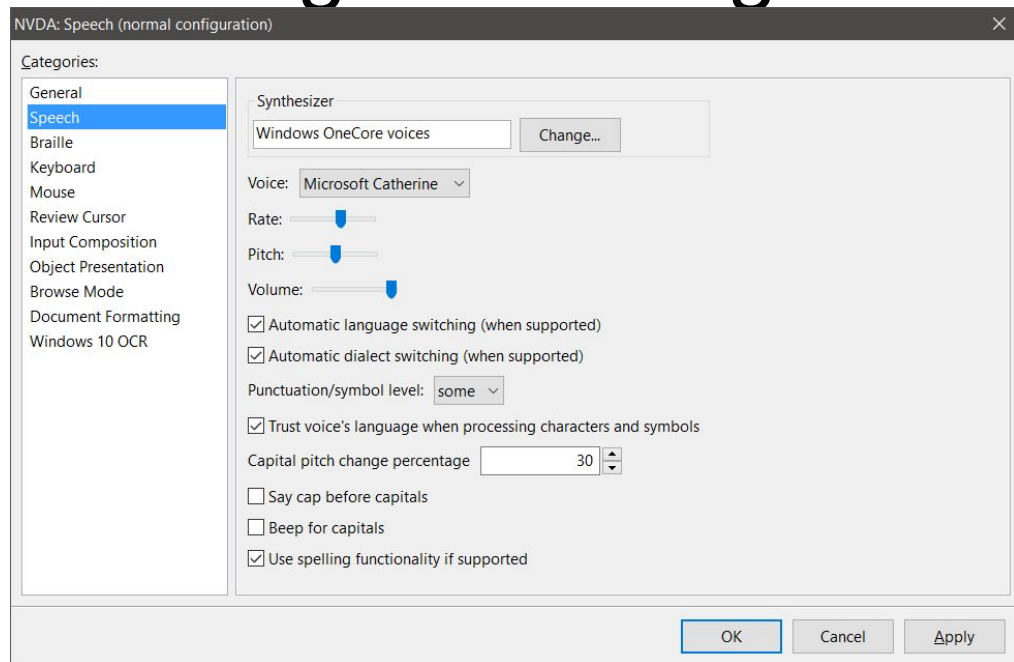 NVDA: Speech (normal configuration)
Categories:
General
Speech
Braille
Keyboard
Mouse
Review Cursor
Input Composition
Object Presentation
Browse Mode
Document Formatting
Windows 10 OCR
Synthesizer
Windows OneCore voices Change...
Voice: Microsoft Catherine
Rate:
Pitch:
Volume:
Automatic language switching (when supported)
Automatic dialect switching (when supported)
Punctuation/symbol level: some
Trust voice's language when processing characters and symbols
Capital pitch change percentage 30
Say cap before capitals
Beep for capitals
Use spelling functionality if supported
OK Cancel Apply